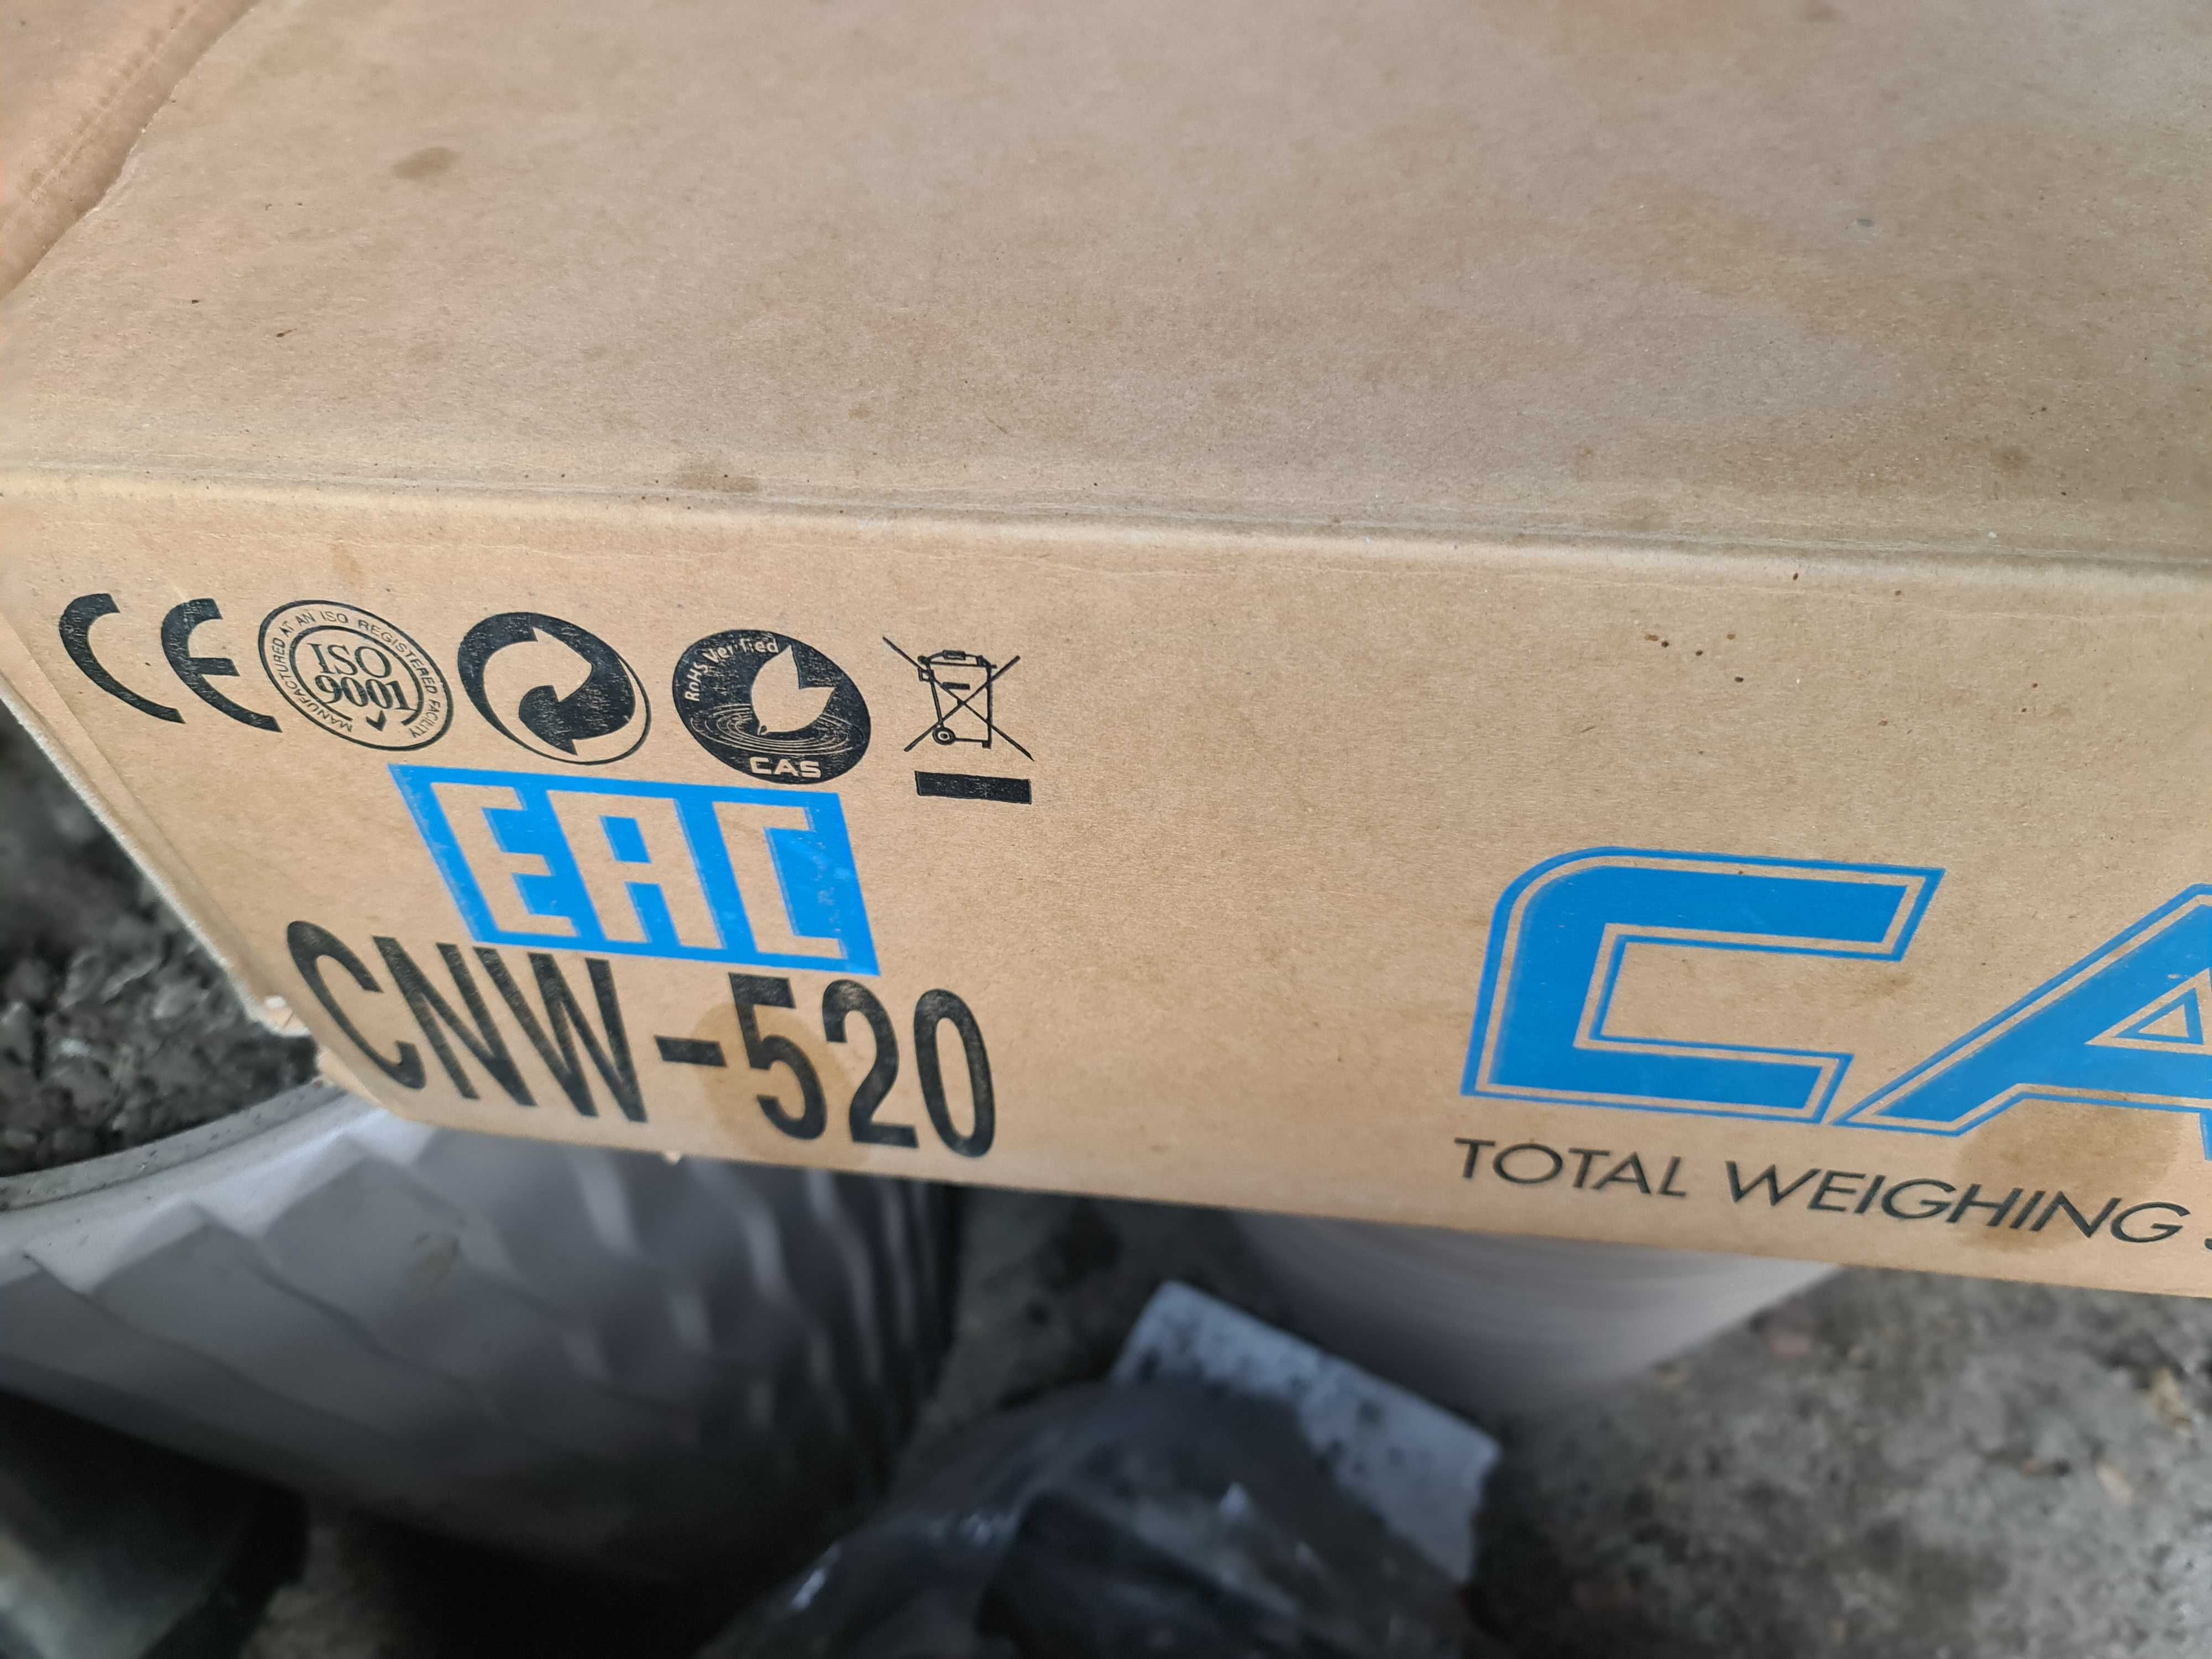 CE
MANUFACTURED AT AN ISO REGISTERED FACILITY
ISO
9001
RoHS Verified
CAS
EAC
CNW-520
CA
TOTAL WEIGHING